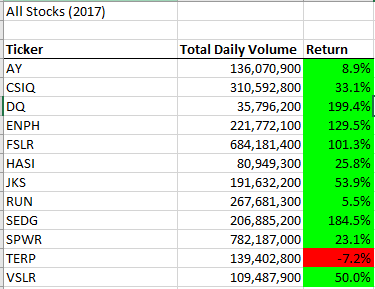 All Stocks (2017)
Ticker Total Daily Volume Return
AY 136,070,900 8.9%
CSIQ 310,592,800 33.1%
DQ 35,796,200 199.4%
ENPH 221,772,100 129.5%
FSLR 684,181,400 101.3%
HASI 80,949,300 25.8%
JKS 191,632,200 53.9%
RUN 267,681,300 5.5%
SEDG 206,885,200 184.5%
SPWR 782,187,000 23.1%
TERP 139,402,800 -7.2%
VSLR 109,487,900 50.0%